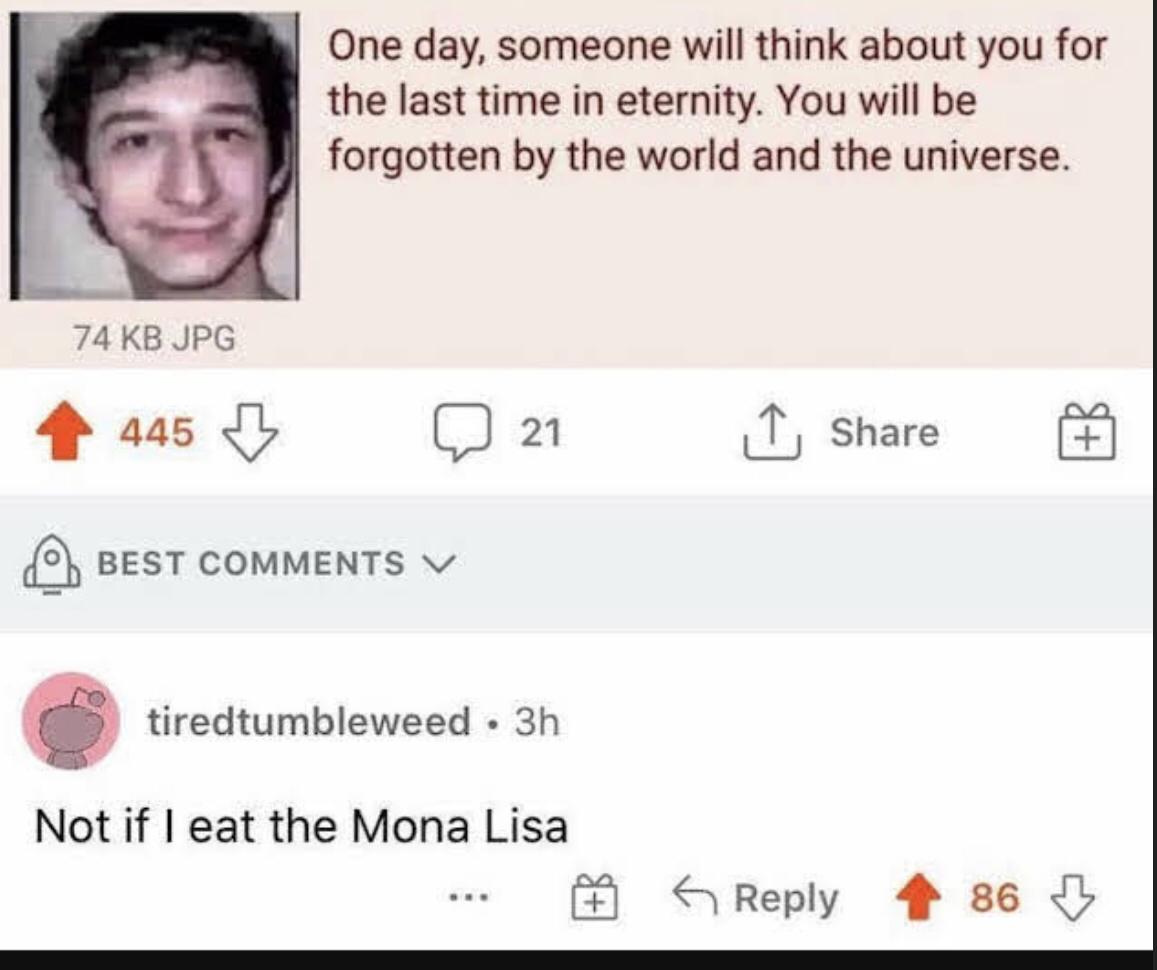 One day, someone will think about you for
the last time in eternity. You will be
forgotten by the world and the universe.
74 KB JPG
445
21
Share
BEST COMMENTS
tiredtumbleweed • 3h
Not if I eat the Mona Lisa
... Reply 86